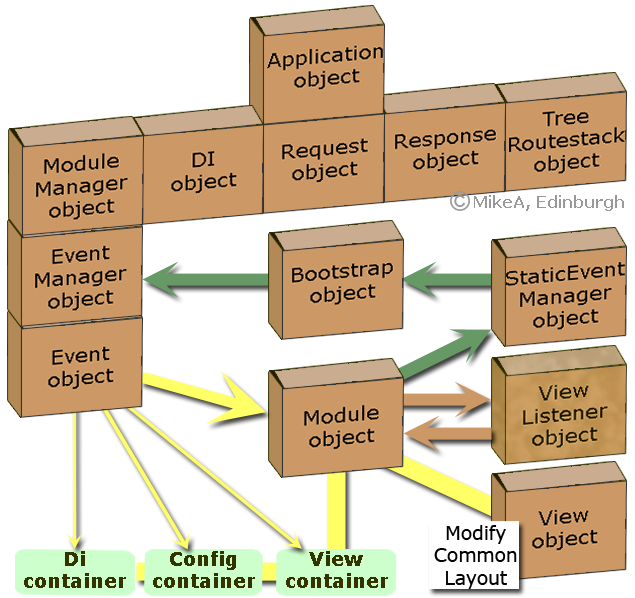 Application
object
Module
Manager
object
DI
object
Request
object
Response
object
Tree
Routestack
object
©MikeA, Edinburgh
Event
Manager
object
Bootstrap
object
StaticEvent
Manager
object
Event
object
Module
object
View
Listener
object
View
object
Modify
Common
Layout
Di
container
Config
container
View
container